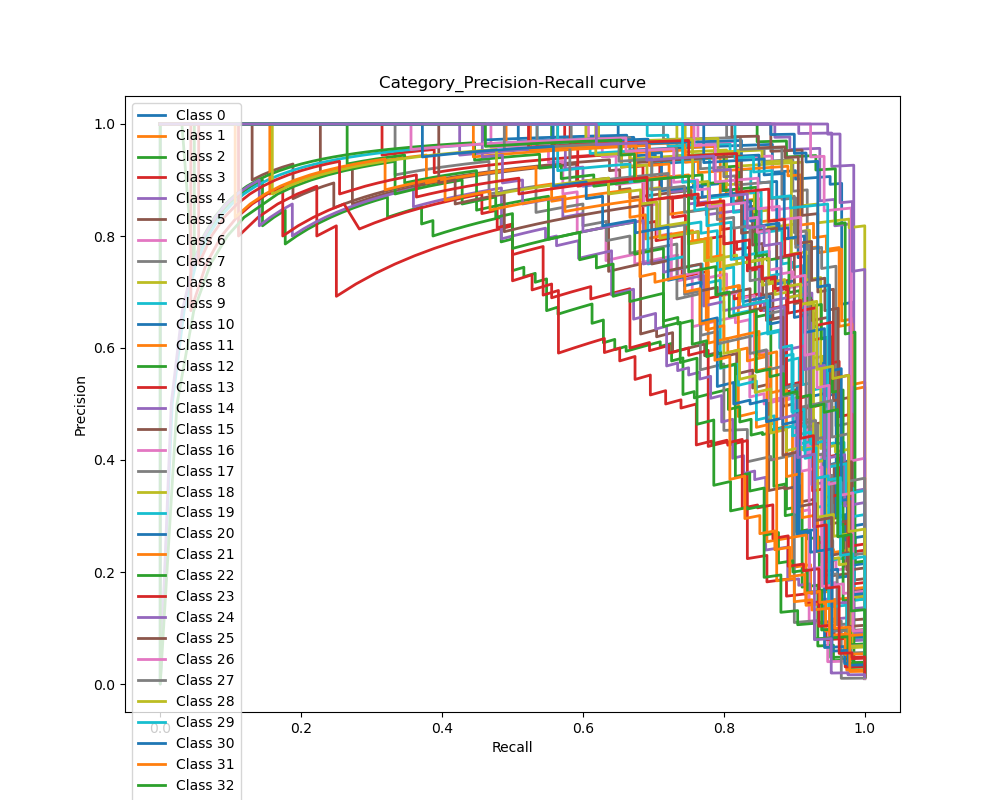 Category_Precision-Recall curve
Precision
1.0
0.8
0.6
0.4
0.2
0.0
Class 0
Class 1
Class 2
Class 3
Class 4
Class 5
Class 6
Class 7
Class 8
Class 9
Class 10
Class 11
Class 12
Class 13
Class 14
Class 15
Class 16
Class 17
Class 18
Class 19
Class 20
Class 21
Class 22
Class 23
Class 24
Class 25
Class 26
Class 27
Class 28
Class 29
Class 30
Class 31
Class 32
0.0 0.2 0.4 0.6 0.8 1.0
Recall